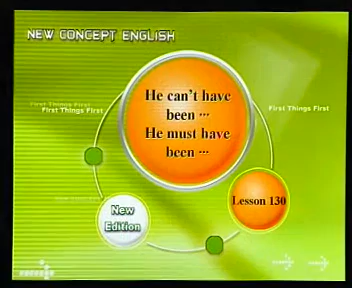 NEW CONCEPT ENGLISH
First Things First
First Things First
First Things First
He can't have
been ···
He must have
been ···
Lesson 130
New
Edition